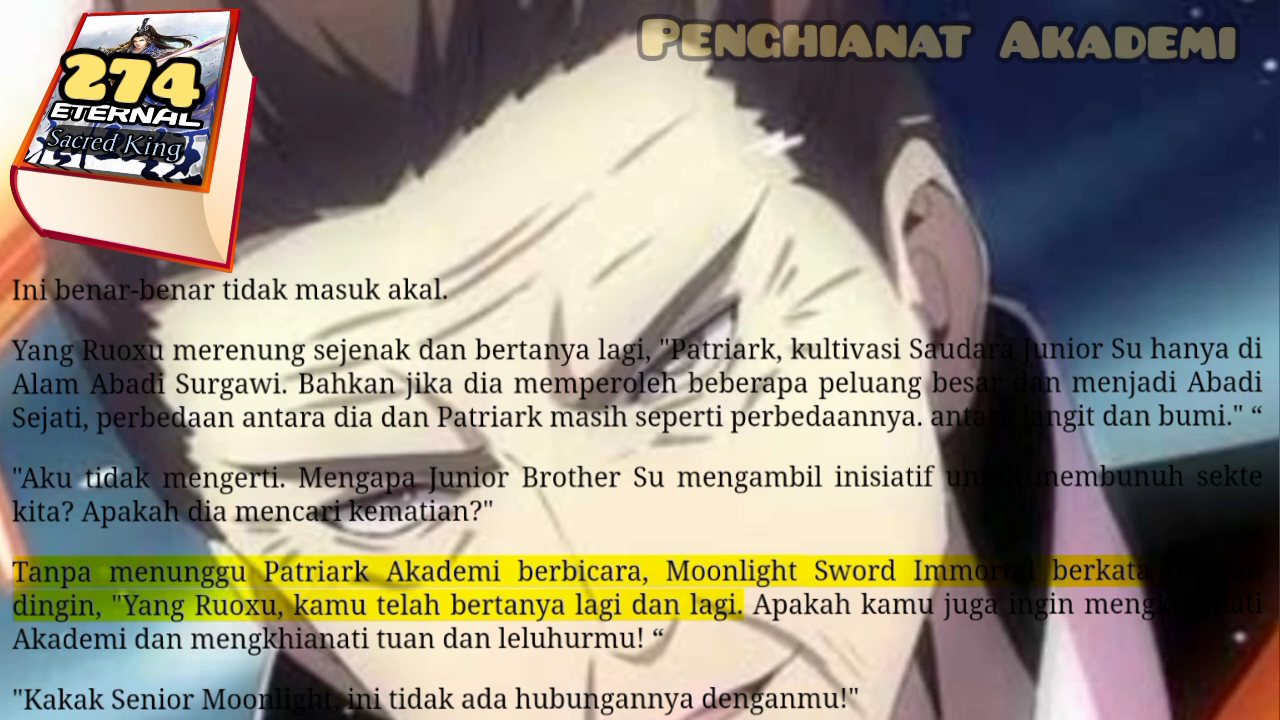 Penghianat Akademi
274
ETERNAL
Sacred King
Ini benar-benar tidak masuk akal.
Yang Ruoxu merenung sejenak dan bertanya lagi, "Patriark, kultivasi Saudara Junior Su hanya di
Alam Abadi Surgawi. Bahkan jika dia memperoleh beberapa peluang besar dan menjadi Abadi
Sejati, perbedaan antara dia dan Patriark masih seperti perbedaannya. antara langit dan bumi." “
"Aku tidak mengerti. Mengapa Junior Brother Su mengambil inisiatif untuk membunuh sekte
kita? Apakah dia mencari kematian?"
Tanpa menunggu Patriark Akademi berbicara, Moonlight Sword Immortal berkata dengan
dingin, "Yang Ruoxu, kamu telah bertanya lagi dan lagi. Apakah kamu juga ingin mengkhianati
Akademi dan mengkhianati tuan dan leluhurmu! “
"Kakak Senior Moonlight, ini tidak ada hubungannya denganmu!"